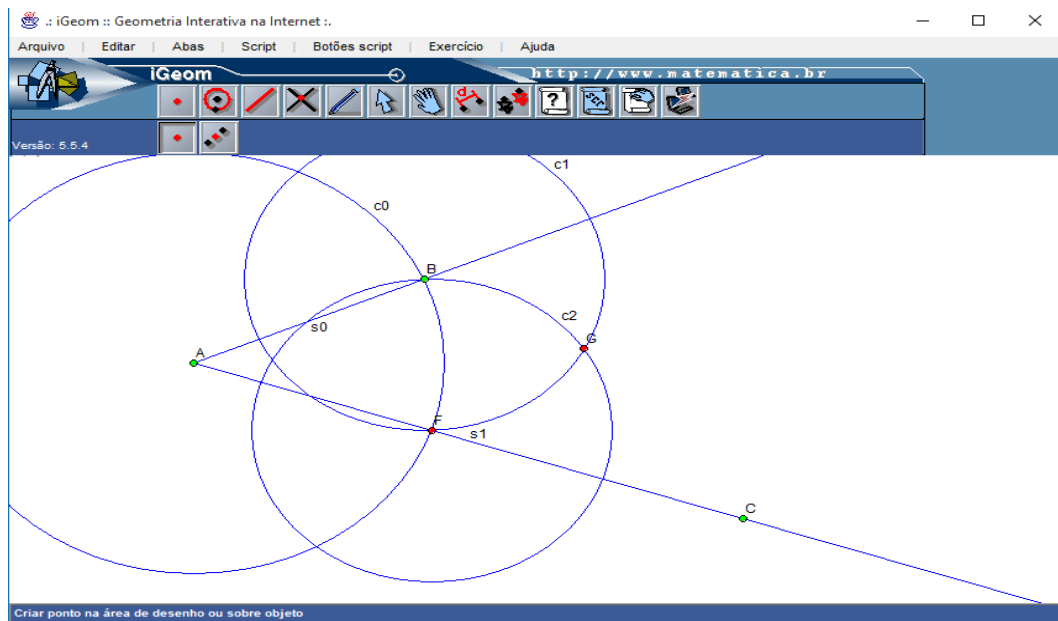 .: iGeom :: Geometria Interativa na Internet :.
Arquivo | Editar | Abas | Script | Botões script | Exercício | Ajuda
iGeom http://www.matematica.br
Versão: 5.5.4
c1
c0
B
s0
c2
G
A
F
s1
C
Criar ponto na área de desenho ou sobre objeto